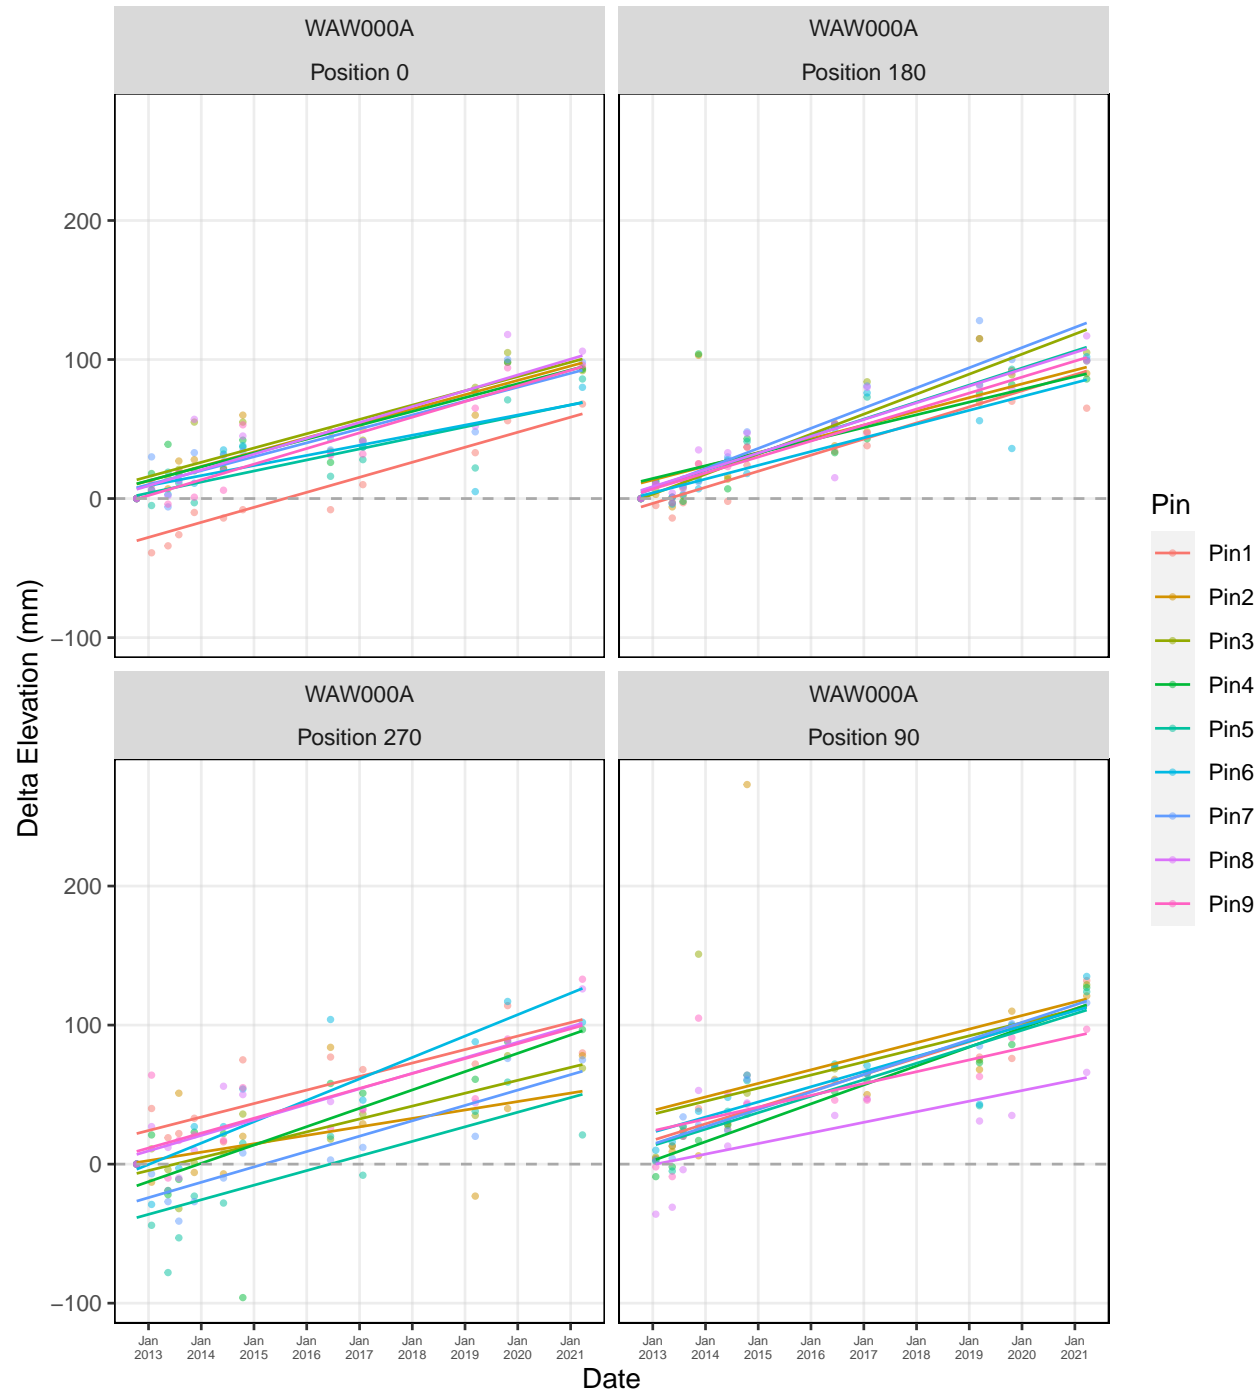 WAW000A
WAW000A
Position 0
Position 180
200
100
0
−100
WAW000A
WAW000A
Position 270
Position 90
200
100
0
−100
Delta Elevation (mm)
Jan 2013
Jan 2014
Jan 2015
Jan 2016
Jan 2017
Jan 2018
Jan 2019
Jan 2020
Jan 2021
Jan 2013
Jan 2014
Jan 2015
Jan 2016
Jan 2017
Jan 2018
Jan 2019
Jan 2020
Jan 2021
Date
Pin
Pin1
Pin2
Pin3
Pin4
Pin5
Pin6
Pin7
Pin8
Pin9